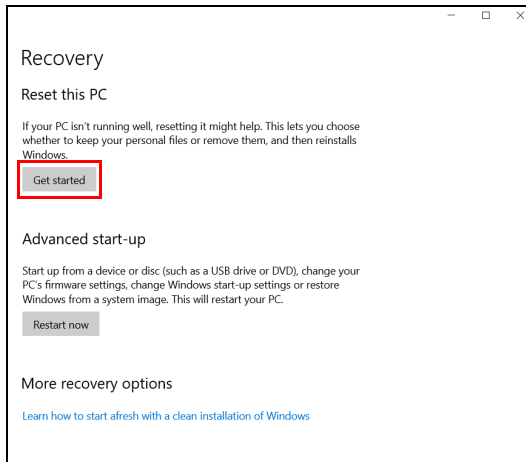 Recovery
Reset this PC
If your PC isn't running well, resetting it might help. This lets you choose
whether to keep your personal files or remove them, and then reinstalls
Windows.
Get started
Advanced start-up
Start up from a device or disc (such as a USB drive or DVD), change your
PC's firmware settings, change Windows start-up settings or restore
Windows from a system image. This will restart your PC.
Restart now
More recovery options
Learn how to start afresh with a clean installation of Windows